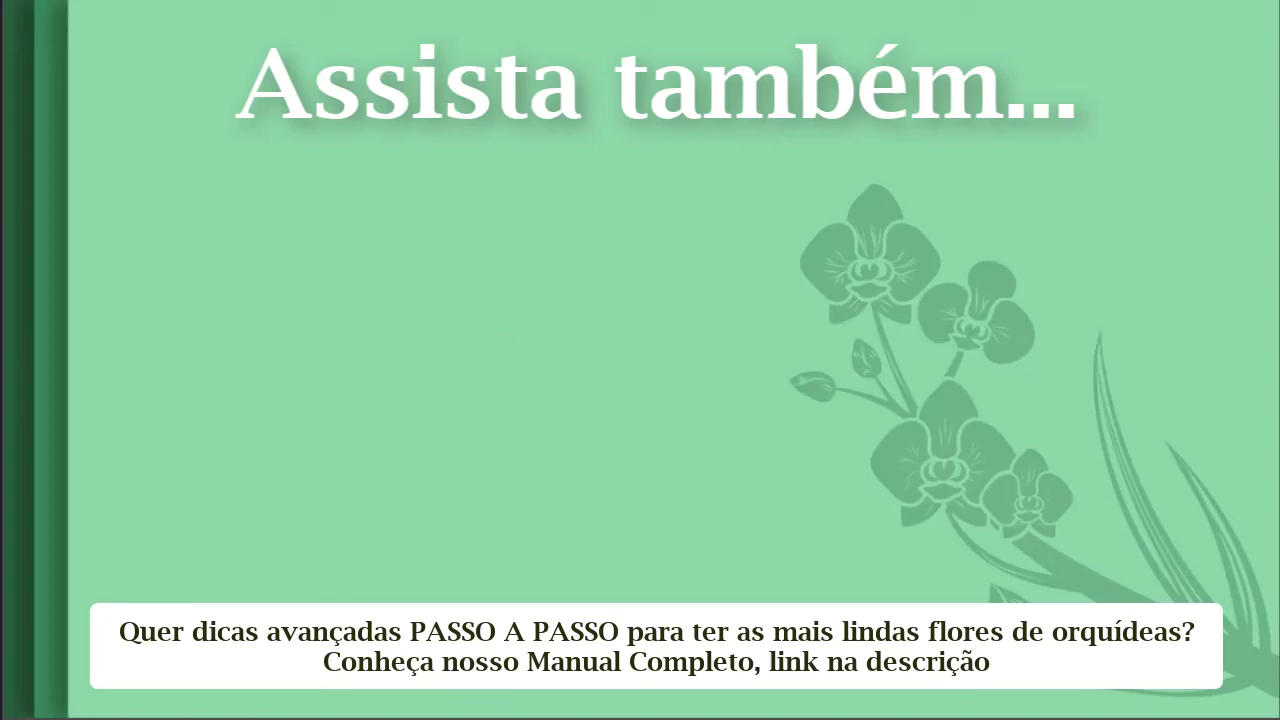 Assista também...
Quer dicas avançadas PASSO A PASSO para ter as mais lindas flores de orquídeas?
Conheça nosso Manual Completo, link na descrição